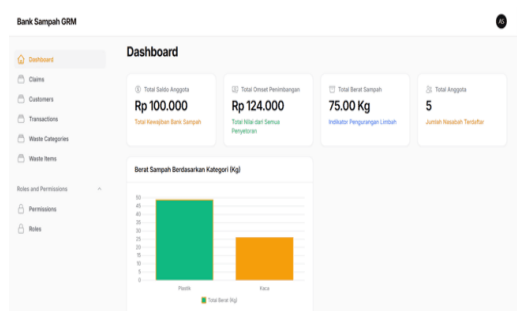 Bank Sampah GRM
AS
Dashboard
Claims
Customers
Transactions
Waste Categories
Waste Items
Roles and Permissions
Permissions
Roles
Dashboard
Total Saldo Anggota
Rp 100.000
Total Kewajiban Bank Sampah
Total Omset Penimbangan
Rp 124.000
Total Nilai dari Semua
Penyetoran
Total Berat Sampah
75.00 Kg
Indikator Pengurangan Limbah
Total Anggota
5
Jumlah Nasabah Terdaftar
Berat Sampah Berdasarkan Kategori (Kg)
50
45
40
35
30
25
20
15
10
5
0
Plastik
Kaca
Total Berat (Kg)